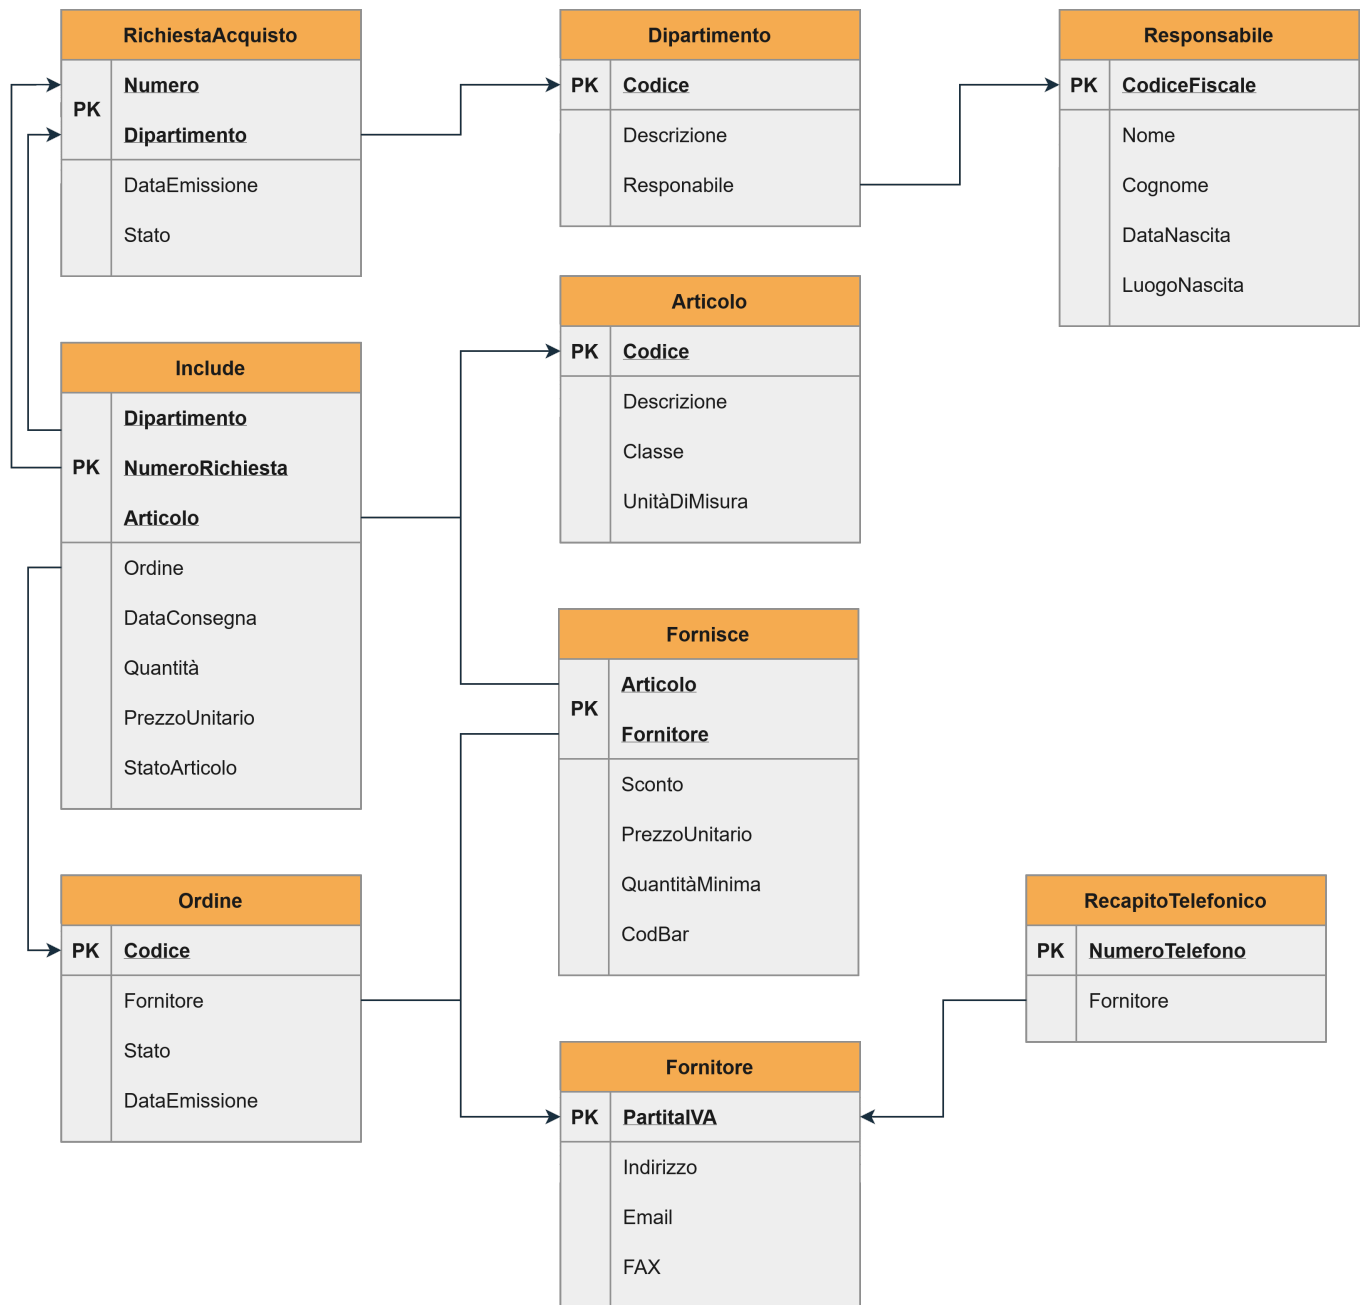 RichiestaAcquisto
PK
Numero
Dipartimento
DataEmissione
Stato
Dipartimento
PK
Codice
Descrizione
Responabile
Responsabile
PK
CodiceFiscale
Nome
Cognome
DataNascita
LuogoNascita
Articolo
PK
Codice
Descrizione
Classe
UnitàDiMisura
Include
PK
Dipartimento
NumeroRichiesta
Articolo
Ordine
DataConsegna
Quantità
PrezzoUnitario
StatoArticolo
Fornisce
PK
Articolo
Fornitore
Sconto
PrezzoUnitario
QuantitàMinima
CodBar
Ordine
PK
Codice
Fornitore
Stato
DataEmissione
RecapitoTelefonico
PK
NumeroTelefono
Fornitore
Fornitore
PK
PartitaIVA
Indirizzo
Email
FAX